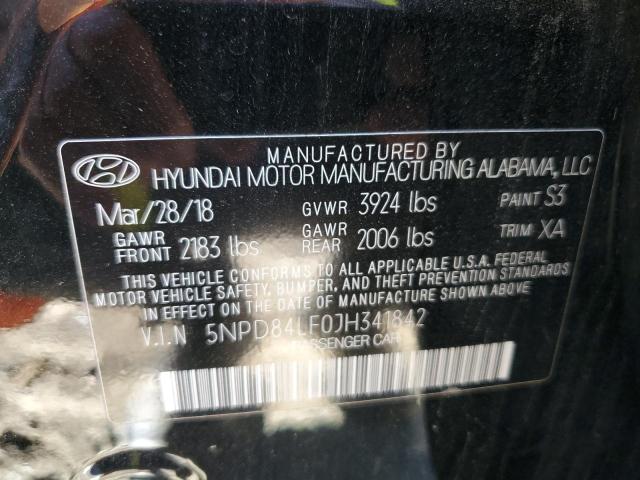 MANUFACTURED BY
HYUNDAI MOTOR MANUFACTURING ALABAMA, LLC
Mar/28/18 GVWR 3924 lbs PAINT S3
GAWR FRONT 2183 lbs GAWR REAR 2006 lbs TRIM XA
THIS VEHICLE CONFORMS TO ALL APPLICABLE U.S.A. FEDERAL
MOTOR VEHICLE SAFETY, BUMPER, AND THEFT PREVENTION STANDARDS
IN EFFECT ON THE DATE OF MANUFACTURE SHOWN ABOVE.
V.I.N 5NPD84LF0JH341842
PASSENGER CAR